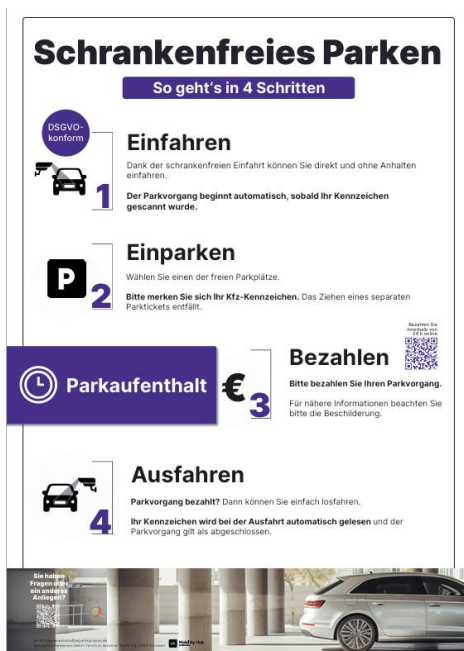 Schrankenfreies Parken
So geht's in 4 Schritten
DSGVO-
konform
1
Einfahren
Dank der schrankenfreien Einfahrt können Sie direkt und ohne Anhalten
einfahren.
Der Parkvorgang beginnt automatisch, sobald Ihr Kennzeichen
gescannt wurde.
P
2
Einparken
Wählen Sie einen der freien Parkplätze.
Bitte merken Sie sich Ihr Kfz-Kennzeichen. Das Ziehen eines separaten
Parktickets entfällt.
Bezahlen Sie
innerhalb von
24 h online
Parkaufenthalt
€
3
Bezahlen
Bitte bezahlen Sie Ihren Parkvorgang.
Für nähere Informationen beachten Sie
bitte die Beschilderung.
4
Ausfahren
Parkvorgang bezahlt? Dann können Sie einfach losfahren.
Ihr Kennzeichen wird bei der Ausfahrt automatisch gelesen und der
Parkvorgang gilt als abgeschlossen.
Sie haben
Fragen oder
ein anderes
Anliegen?
Mobility Hub